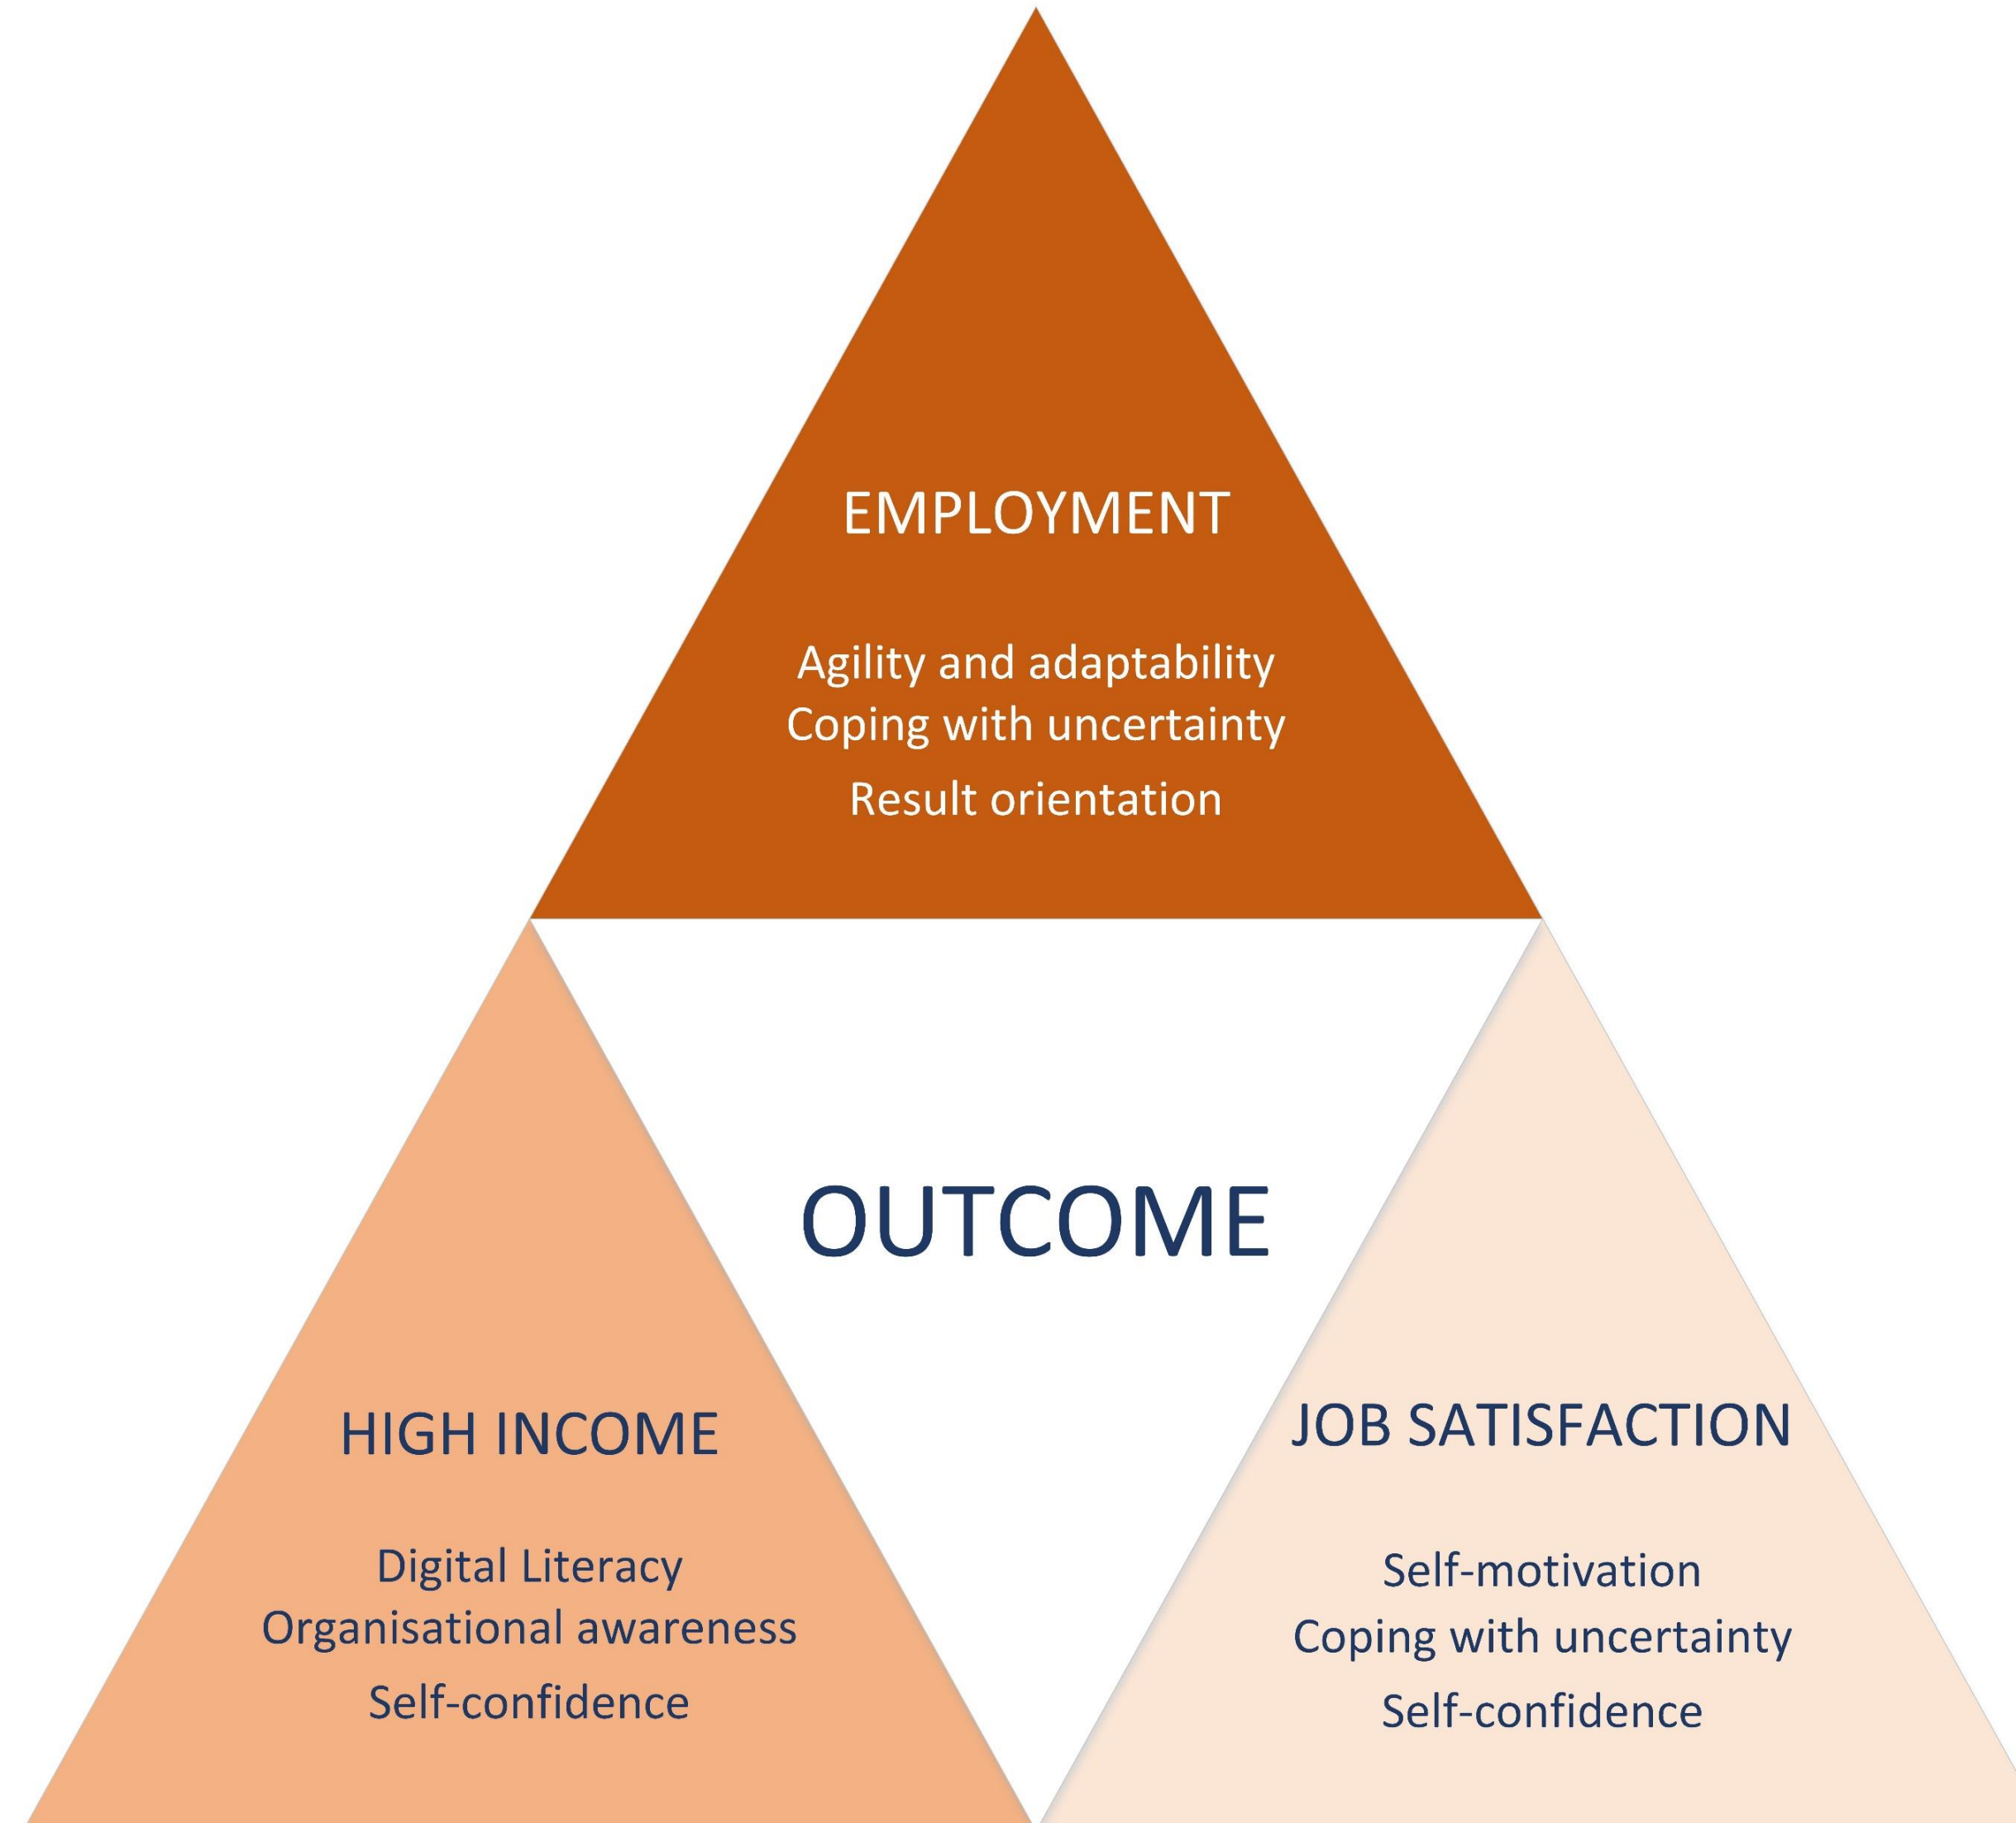 EMPLOYMENT
Agility and adaptability
Coping with uncertainty
Result orientation
OUTCOME
HIGH INCOME
Digital Literacy
Organisational awareness
Self-confidence
JOB SATISFACTION
Self-motivation
Coping with uncertainty
Self-confidence